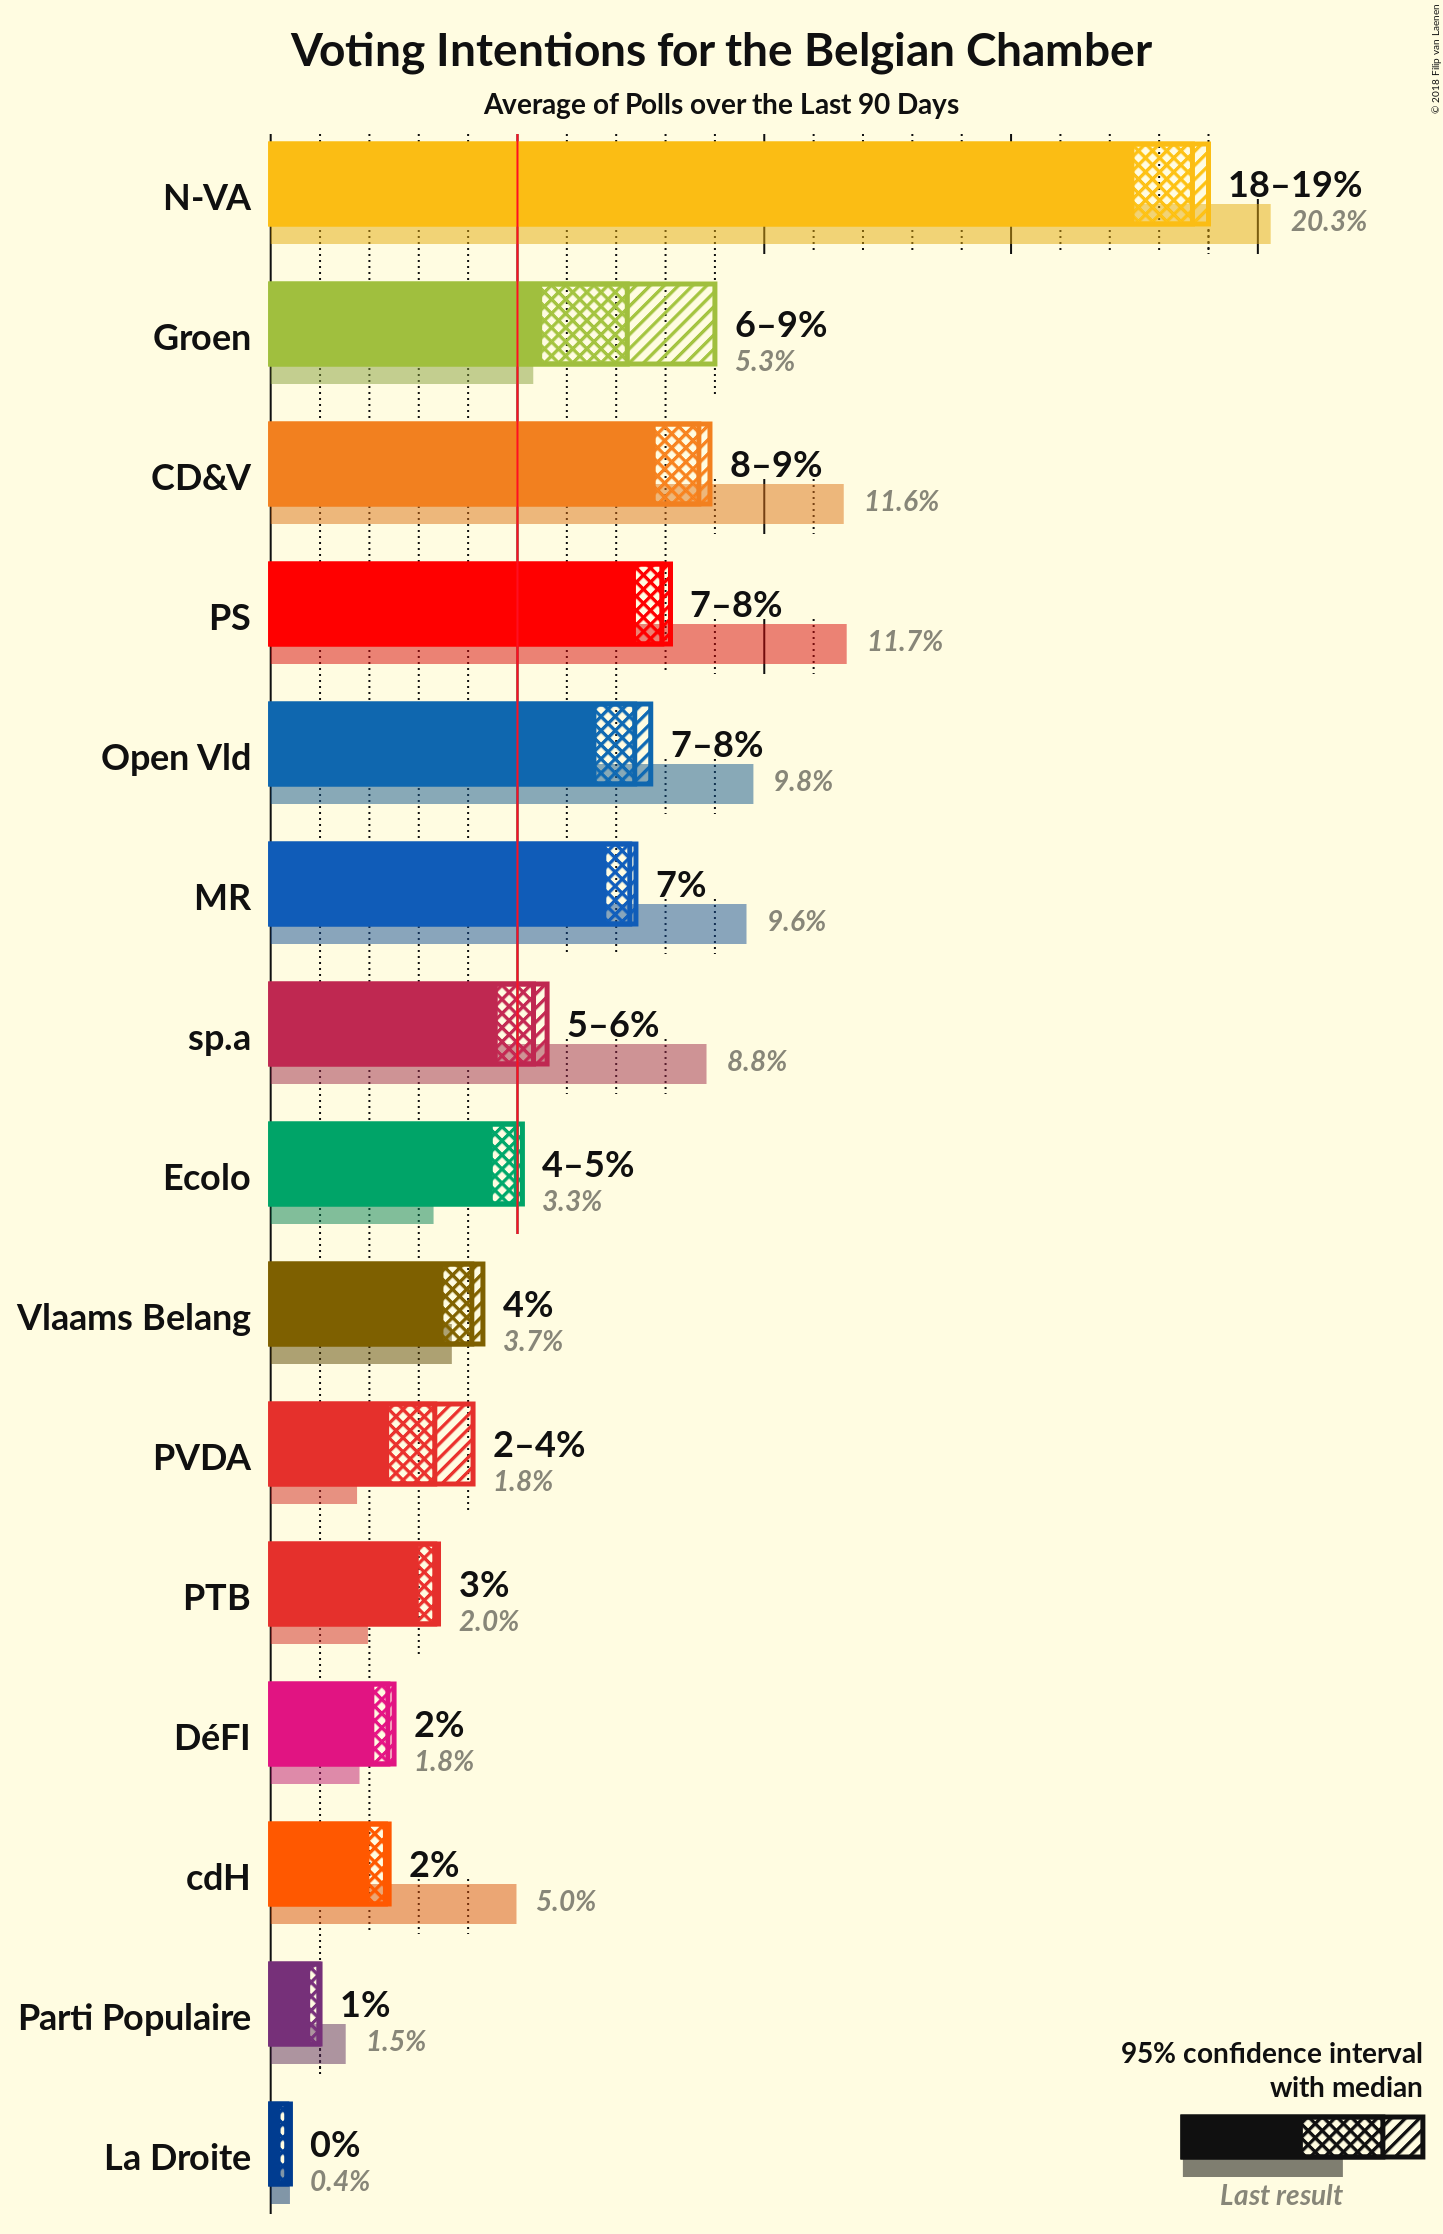 Voting Intentions for the Belgian Chamber
Average of Polls over the Last 90 Days
© 2018 Filip van Laenen
N-VA
18–19%
20.3%
Groen
6–9%
5.3%
CD&V
8–9%
11.6%
PS
7–8%
11.7%
Open Vld
7–8%
9.8%
MR
7%
9.6%
sp.a
5–6%
8.8%
Ecolo
4–5%
3.3%
Vlaams Belang
4%
3.7%
PVDA
2–4%
1.8%
PTB
3%
2.0%
DéFI
2%
1.8%
cdH
2%
5.0%
Parti Populaire
1%
1.5%
La Droite
0%
0.4%
95% confidence interval
with median
Last result